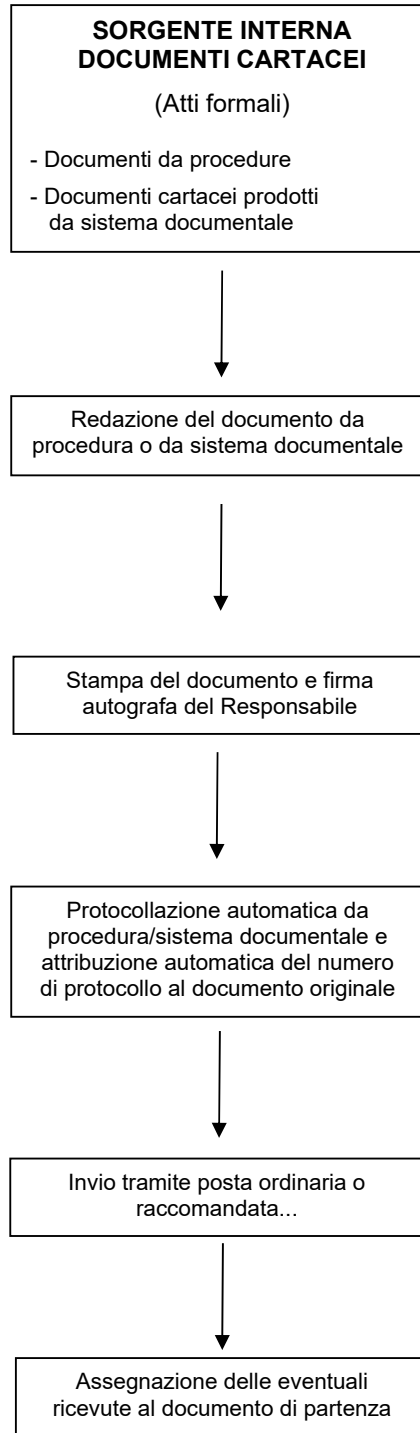 SORGENTE INTERNA
DOCUMENTI CARTACEI
(Atti formali)
- Documenti da procedure
- Documenti cartacei prodotti
da sistema documentale
Redazione del documento da
procedura o da sistema documentale
Stampa del documento e firma
autografa del Responsabile
Protocollazione automatica da
procedura/sistema documentale e
attribuzione automatica del numero
di protocollo al documento originale
Invio tramite posta ordinaria o
raccomandata...
Assegnazione delle eventuali
ricevute al documento di partenza